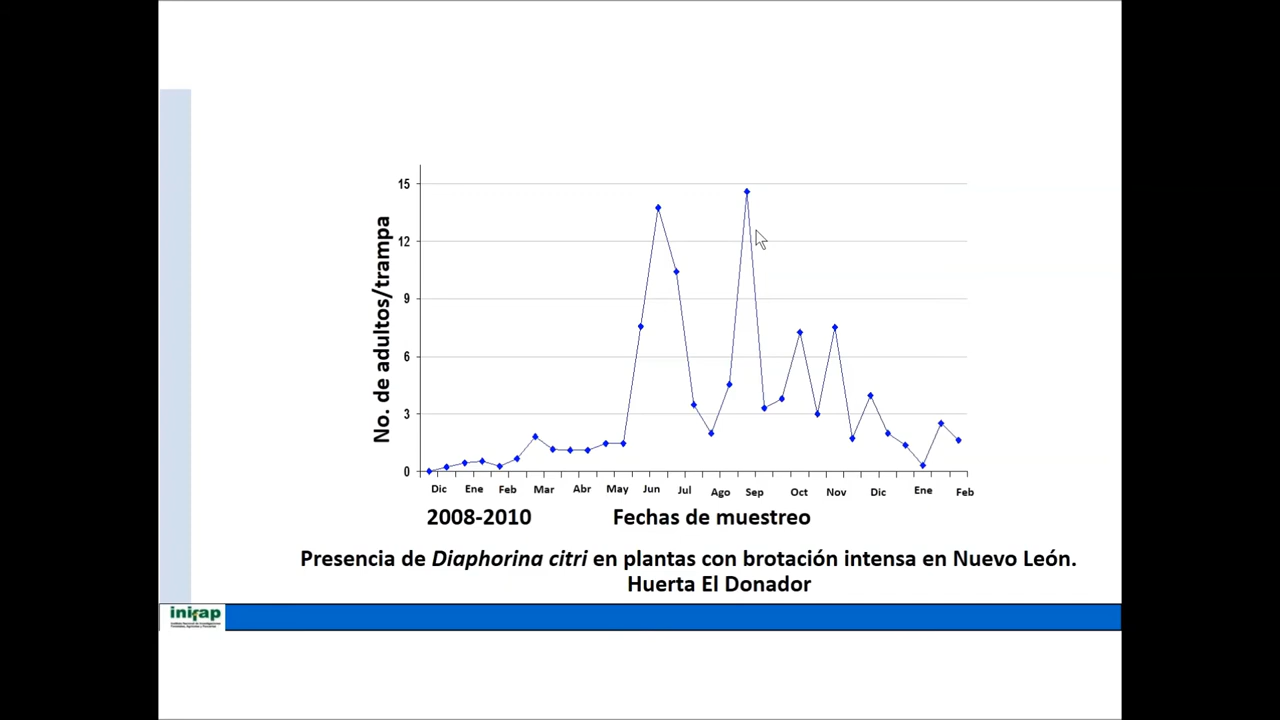 15
12
9
6
3
0
No. de adultos/trampa
Dic Ene Feb Mar Abr May Jun Jul Ago Sep Oct Nov Dic Ene Feb
2008-2010 Fechas de muestreo
Presencia de Diaphorina citri en plantas con brotación intensa en Nuevo León.
Huerta El Donador
inifap